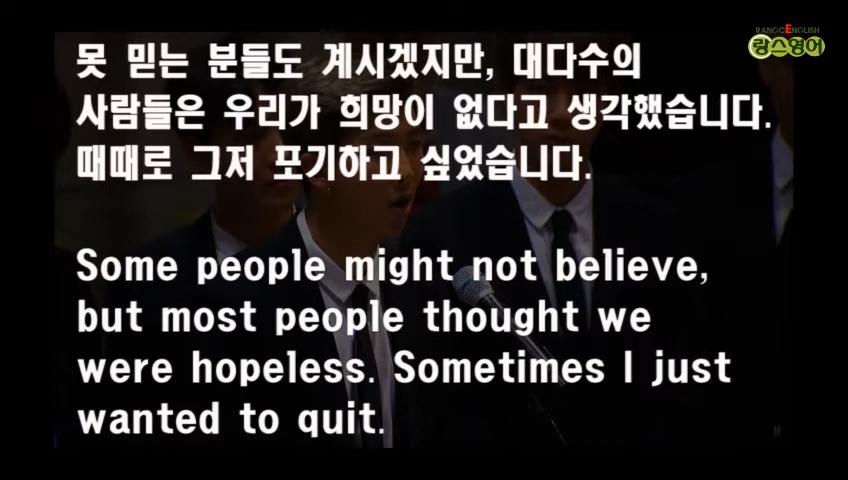 RANGCENGLISH
랑스영어
못 믿는 분들도 계시겠지만, 대다수의
사람들은 우리가 희망이 없다고 생각했습니다.
때때로 그저 포기하고 싶었습니다.
Some people might not believe,
but most people thought we
were hopeless. Sometimes I just
wanted to quit.